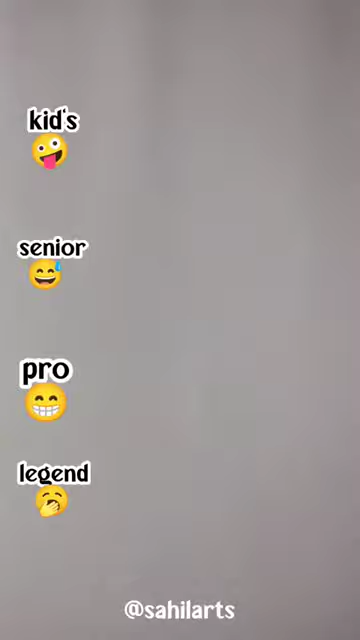 kid's
🤪
senior
😅
pro
😁
legend
🥱
@sahilarts